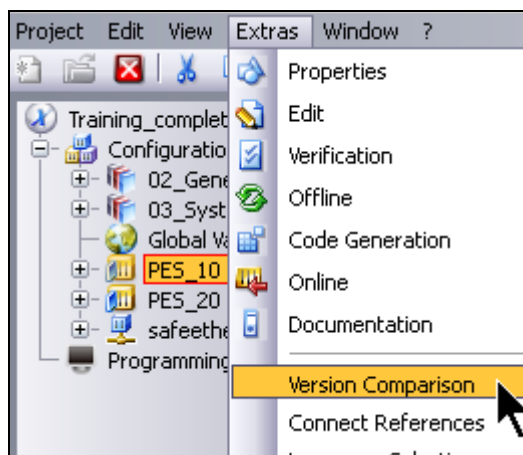 Project Edit View Extras Window ?
Properties
Training_complet
Edit
Configuratio
Verification
02_Gene
03_Syst
Offline
Global Va
Code Generation
PES_10
Online
PES_20
safeethe
Documentation
Programming
Version Comparison
Connect References